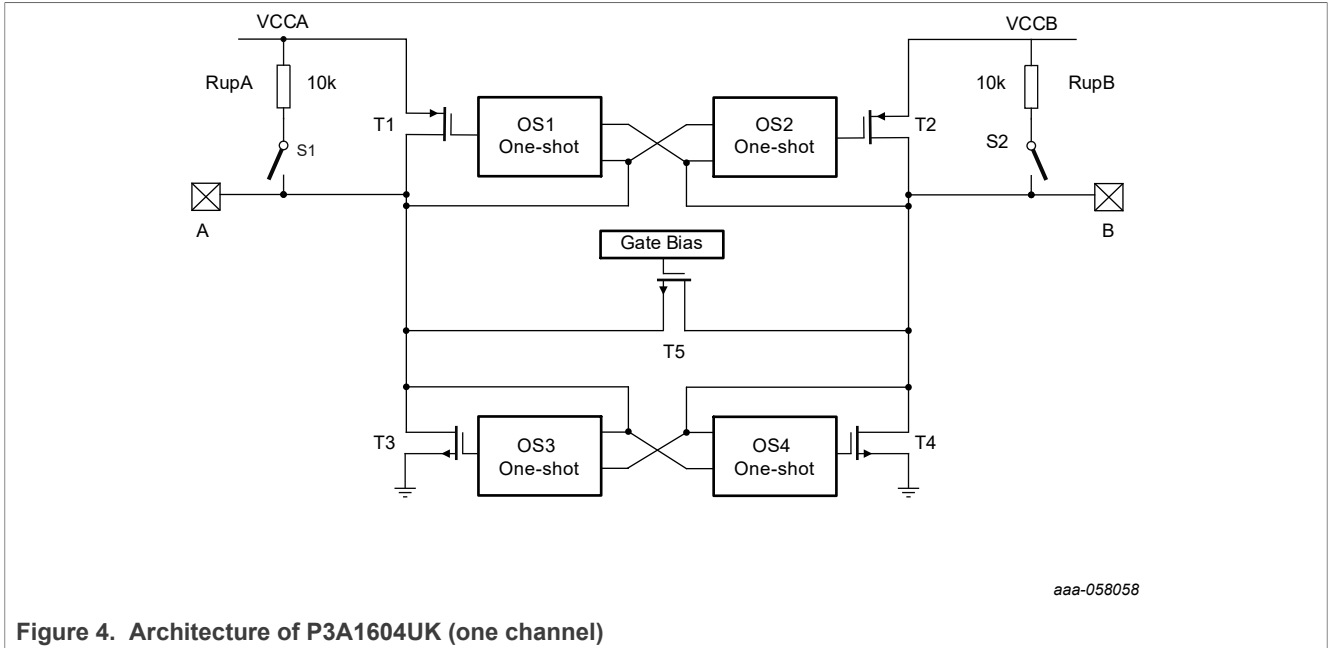 VCCA
VCCB
RupA
10k
10k
RupB
T1
OS1
One-shot
OS2
One-shot
T2
S1
S2
A
B
Gate Bias
T5
T3
OS3
One-shot
OS4
One-shot
T4
aaa-058058
Figure 4. Architecture of P3A1604UK (one channel)